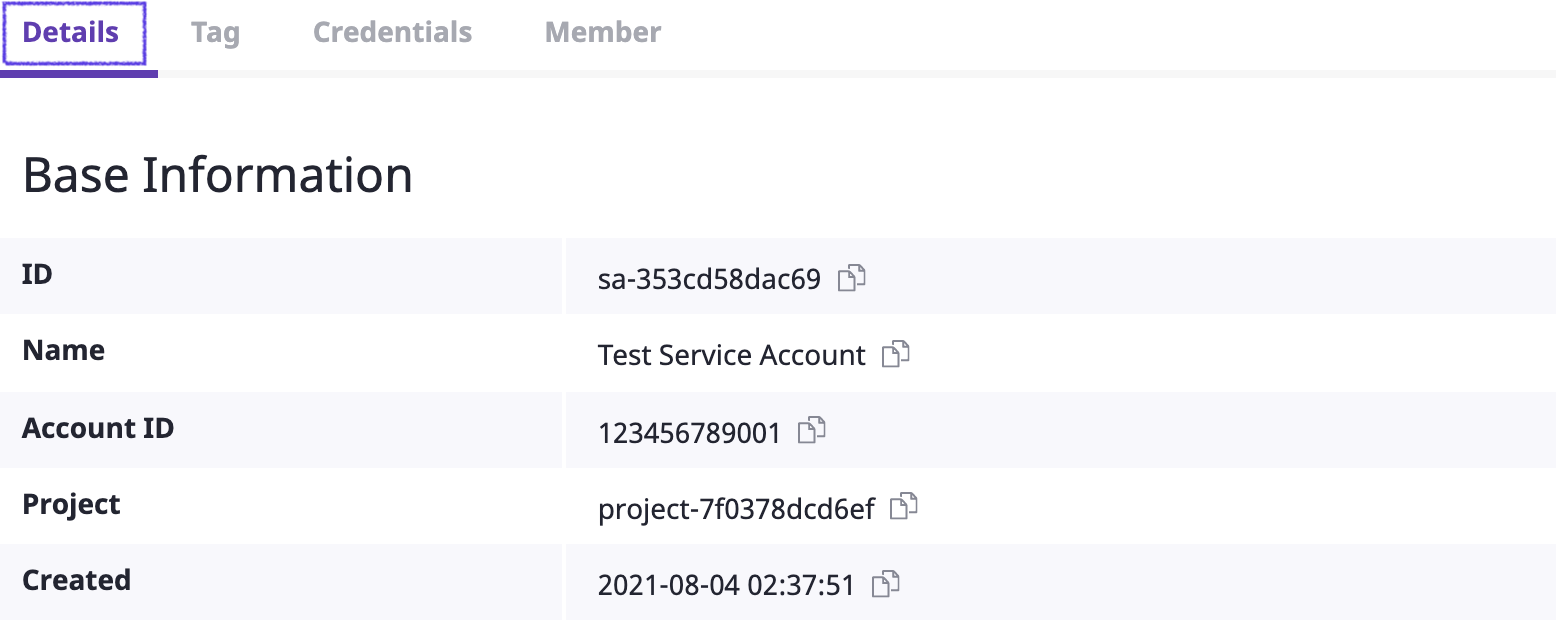 Details Tag Credentials Member
Base Information
ID sa-353cd58dac69
Name Test Service Account
Account ID 123456789001
Project project-7f0378dcd6ef
Created 2021-08-04 02:37:51